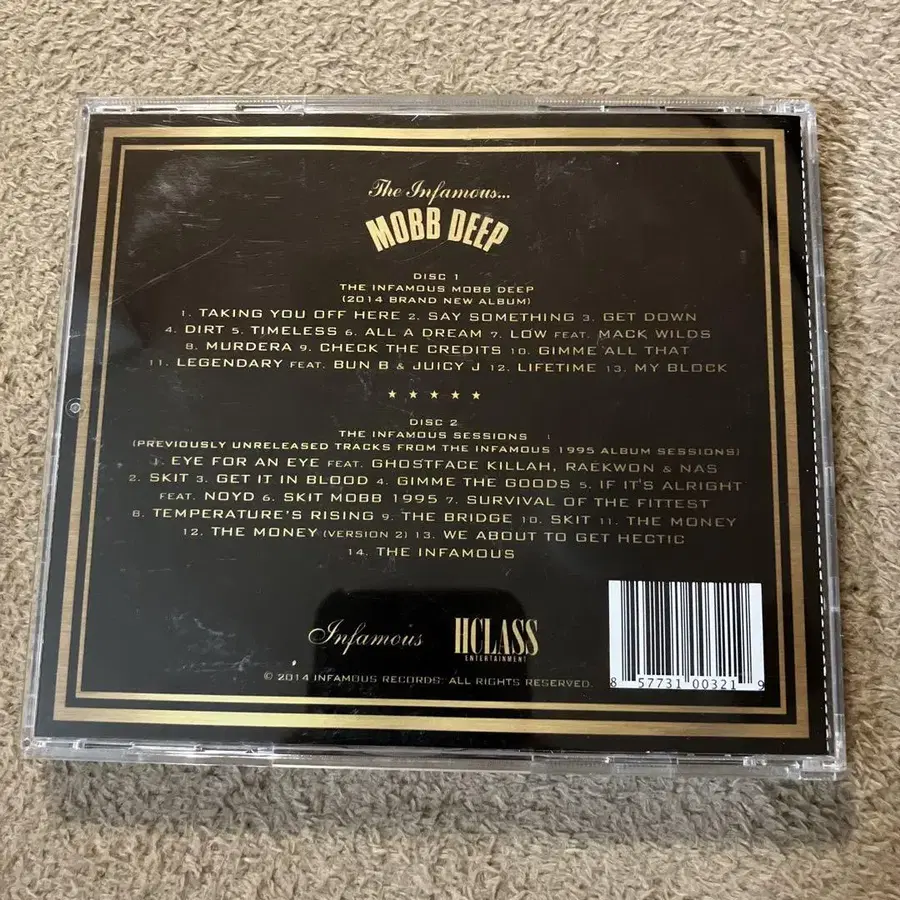 The Infamous...
MOBB DEEP
DISC 1
THE INFAMOUS MOBB DEEP
(2014 BRAND NEW ALBUM)
1. TAKING YOU OFF HERE 2. SAY SOMETHING 3. GET DOWN
4. DIRT 5. TIMELESS 6. ALL A DREAM 7. LOW FEAT. MACK WILDS
8. MURDERA 9. CHECK THE CREDITS 10. GIMME ALL THAT
11. LEGENDARY FEAT. BUN B & JUICY J 12. LIFETIME 13. MY BLOCK
DISC 2
THE INFAMOUS SESSIONS
(PREVIOUSLY UNRELEASED TRACKS FROM THE INFAMOUS 1995 ALBUM SESSIONS)
1. EYE FOR AN EYE FEAT. GHOSTFACE KILLAH, RAEKWON & NAS
2. SKIT 3. GET IT IN BLOOD 4. GIMME THE GOODS 5. IF IT'S ALRIGHT
FEAT. NOYD 6. SKIT MOBB 1995 7. SURVIVAL OF THE FITTEST
8. TEMPERATURE'S RISING 9. THE BRIDGE 10. SKIT 11. THE MONEY
12. THE MONEY (VERSION 2) 13. WE ABOUT TO GET HECTIC
14. THE INFAMOUS
Infamous
HCLASS
ENTERTAINMENT
© 2014 INFAMOUS RECORDS. ALL RIGHTS RESERVED.
8 57731 00321 9